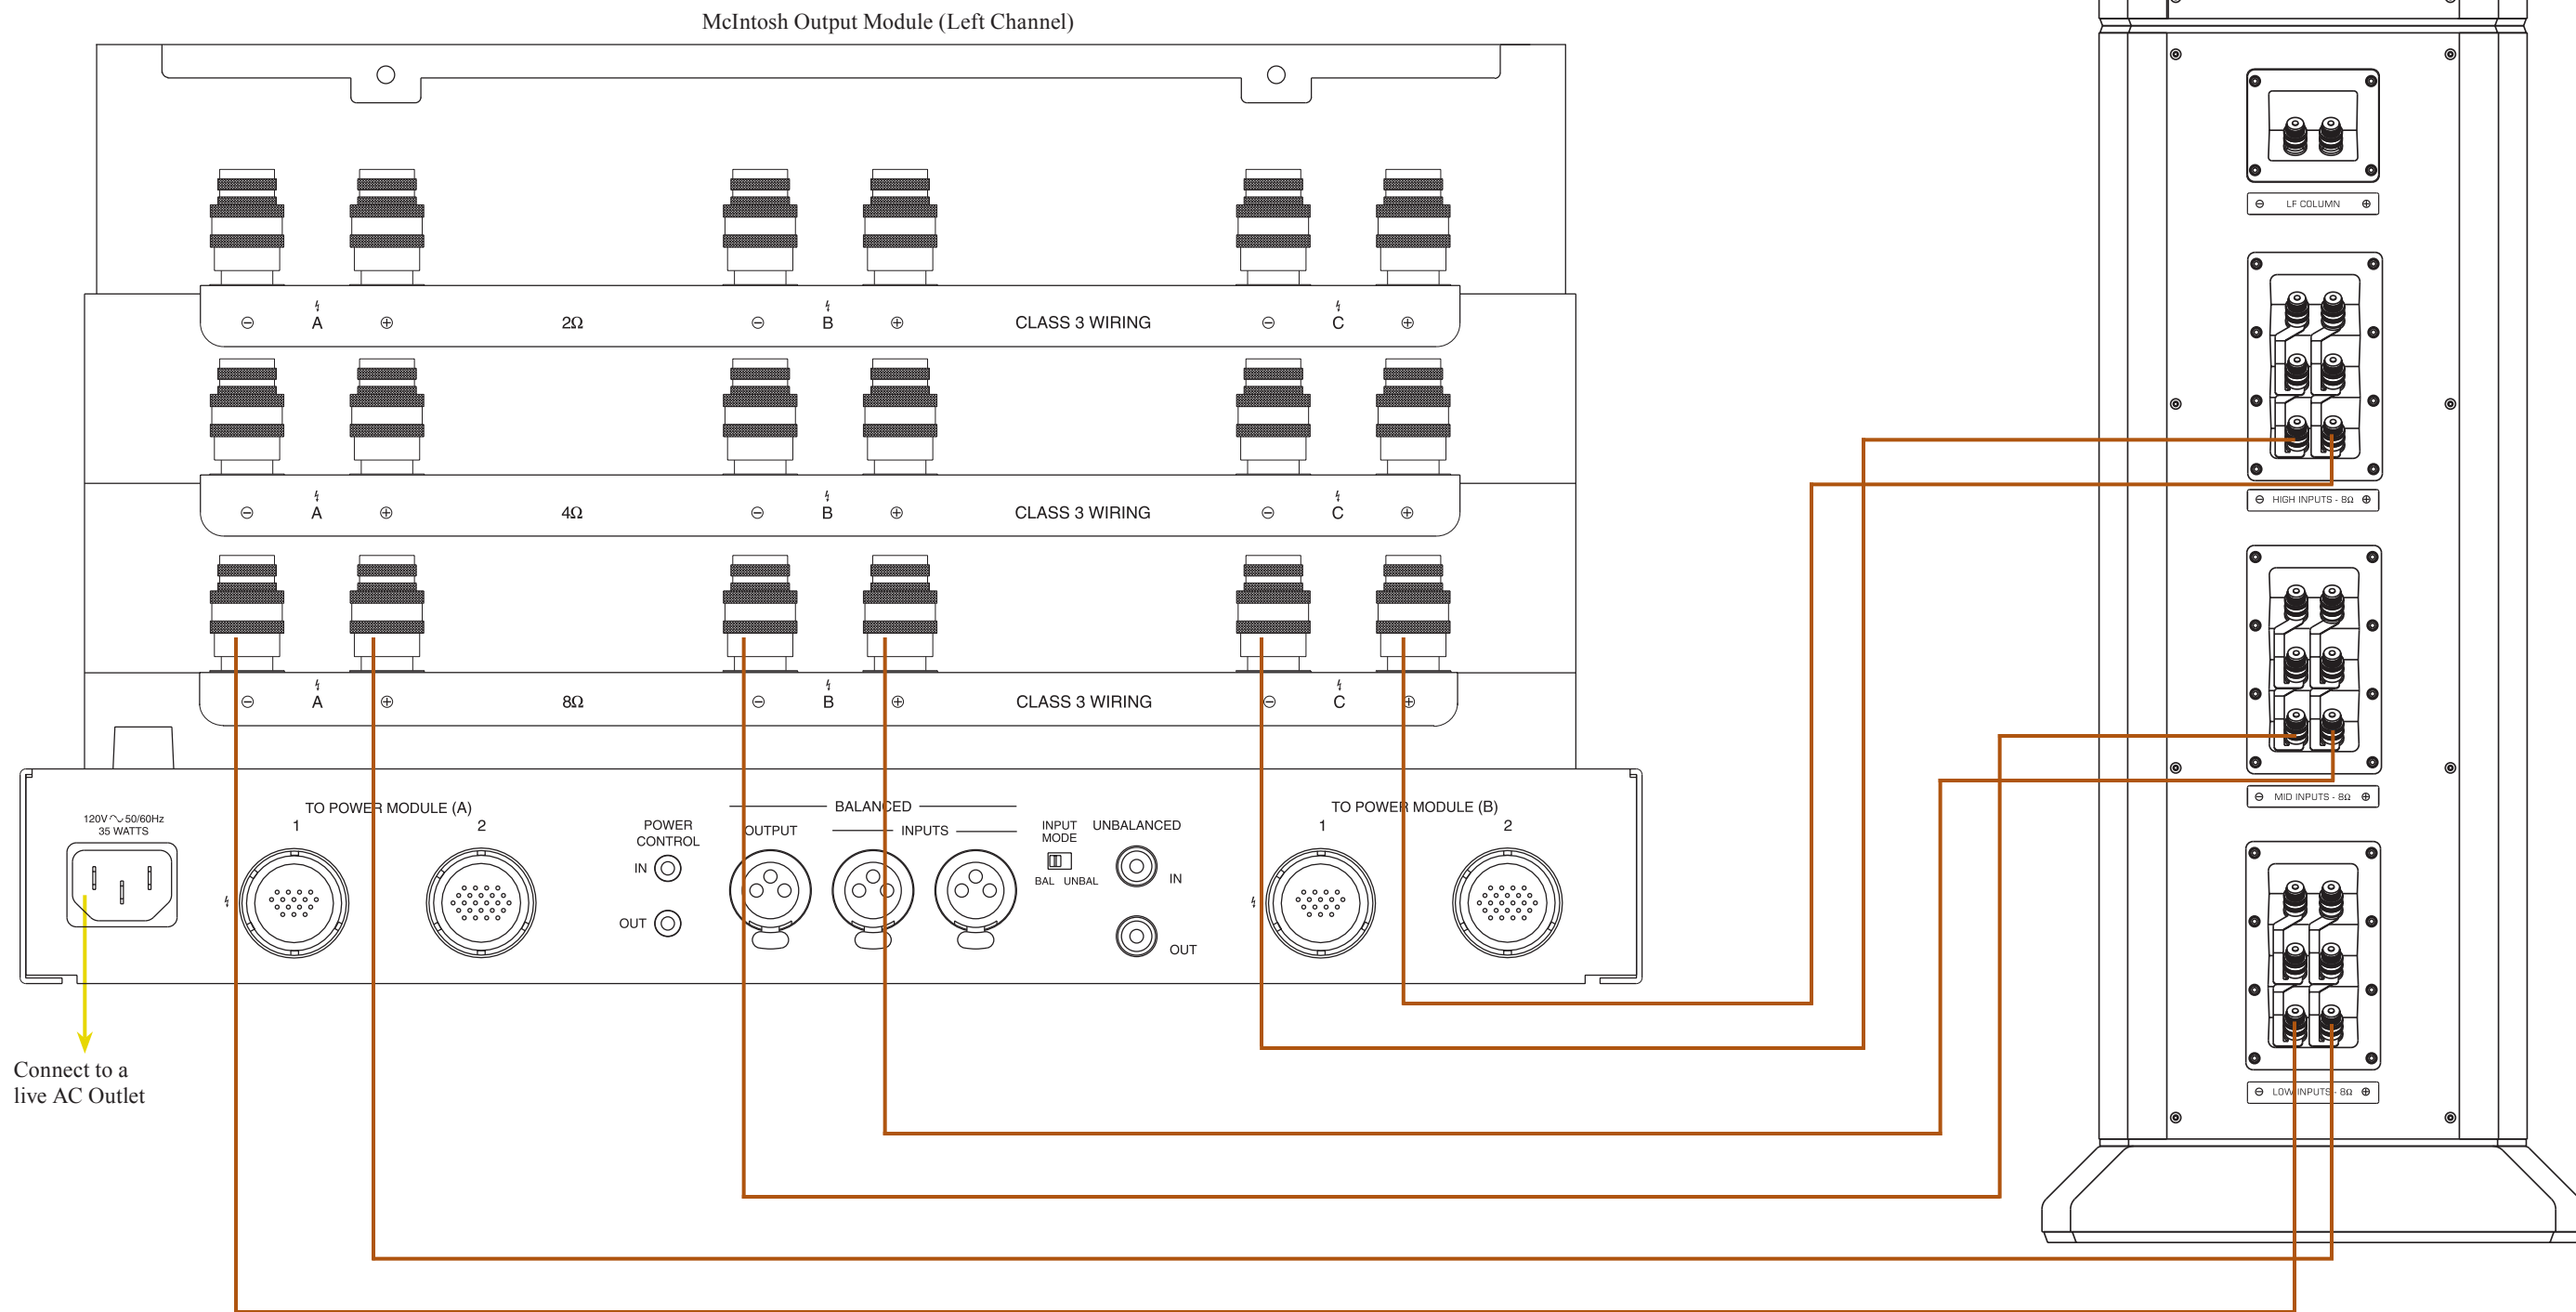 McIntosh Output Module (Left Channel)
⊖ A ⊕ 2Ω ⊖ B ⊕ CLASS 3 WIRING ⊖ C ⊕
⊖ A ⊕ 4Ω ⊖ B ⊕ CLASS 3 WIRING ⊖ C ⊕
⊖ A ⊕ 8Ω ⊖ B ⊕ CLASS 3 WIRING ⊖ C ⊕
120V~50/60Hz
35 WATTS
TO POWER MODULE (A)
1 2
POWER
CONTROL
IN
OUT
BALANCED
OUTPUT INPUTS
INPUT
MODE
BAL UNBAL
UNBALANCED
IN
OUT
TO POWER MODULE (B)
1 2
Connect to a
live AC Outlet
⊖ LF COLUMN ⊕
⊖ HIGH INPUTS - 8Ω ⊕
⊖ MID INPUTS - 8Ω ⊕
⊖ LOW INPUTS - 8Ω ⊕